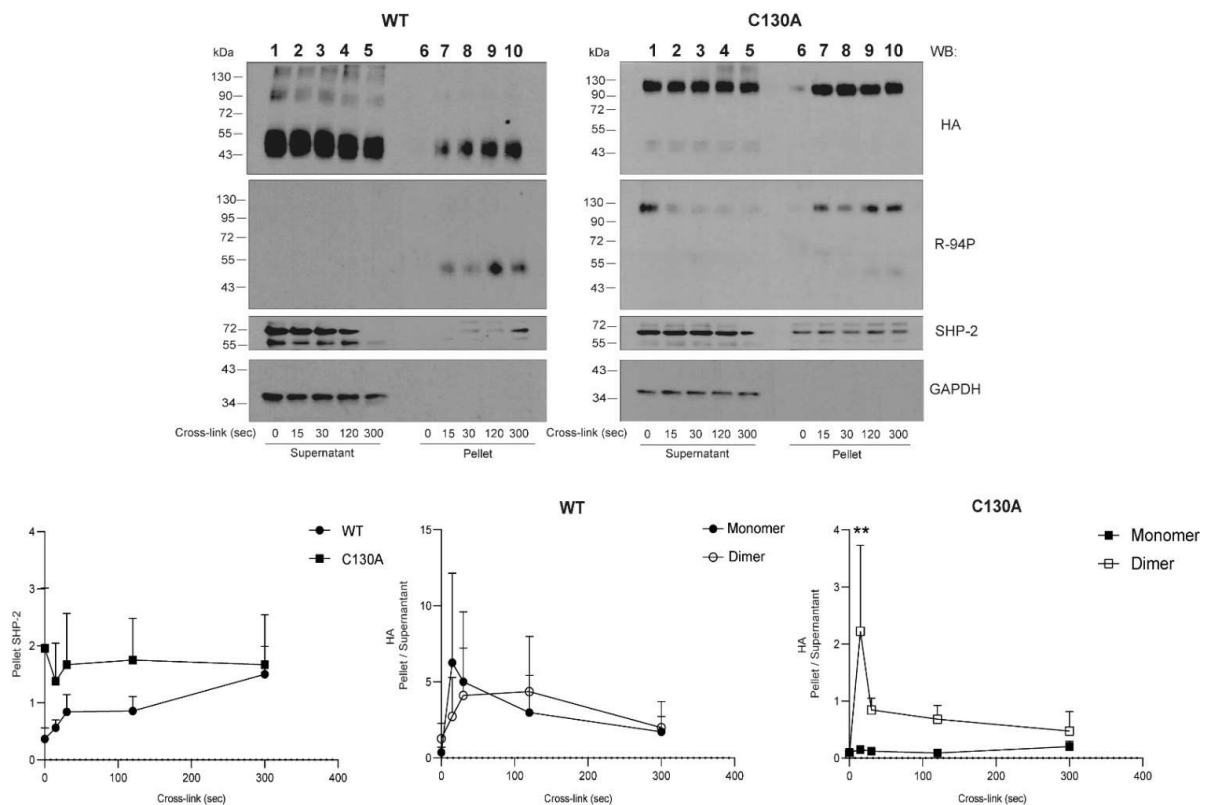 WT
kDa 1 2 3 4 5 6 7 8 9 10
130
90
72
55
43
130
95
72
55
43
72
55
43
34
Cross-link (sec) 0 15 30 120 300 0 15 30 120 300
Supernatant Pellet
C130A
kDa 1 2 3 4 5 6 7 8 9 10 WB:
130
90
72
55
43
HA
130
95
72
55
43
R-94P
72
55
SHP-2
43
34
GAPDH
Cross-link (sec) 0 15 30 120 300 0 15 30 120 300
Supernatant Pellet
WT
C130A
Pellet SHP-2
4
3
2
1
0
0 100 200 300 400
Cross-link (sec)
WT
Monomer
Dimer
HA
Pellet / Supernantant
15
10
5
0
0 100 200 300 400
Cross-link (sec)
C130A
**
Monomer
Dimer
HA
Pellet / Supernantant
4
3
2
1
0
0 100 200 300 400
Cross-link (sec)